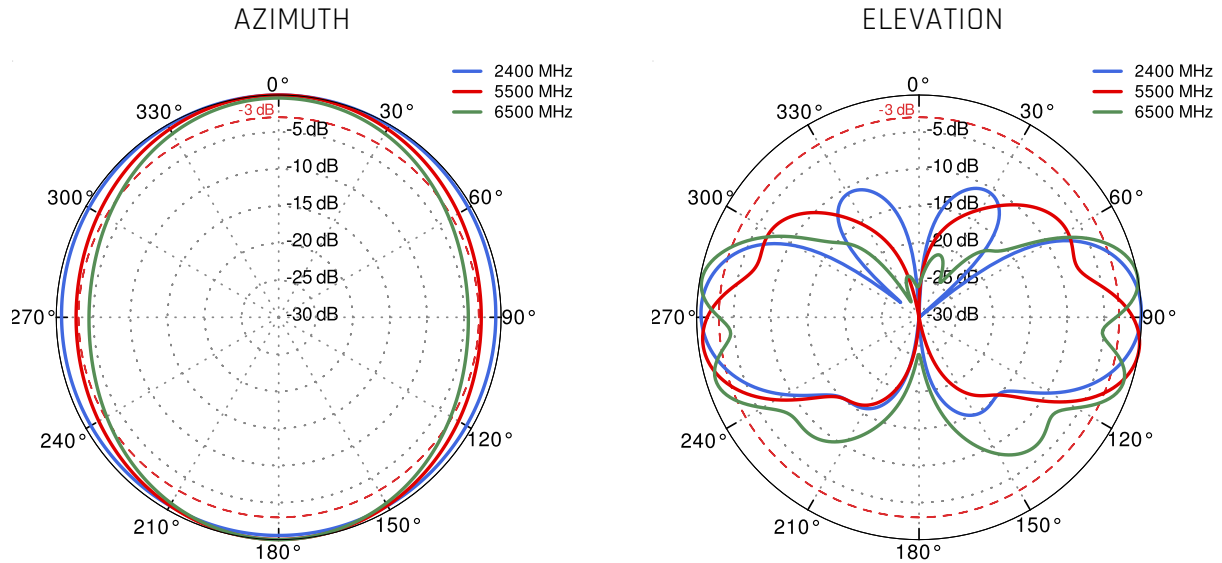 AZIMUTH
2400 MHz
5500 MHz
6500 MHz
0°
30°
60°
90°
120°
150°
180°
210°
240°
270°
300°
330°
-3 dB
-5 dB
-10 dB
-15 dB
-20 dB
-25 dB
-30 dB
ELEVATION
2400 MHz
5500 MHz
6500 MHz
0°
30°
60°
90°
120°
150°
180°
210°
240°
270°
300°
330°
-3 dB
-5 dB
-10 dB
-15 dB
-20 dB
-25 dB
-30 dB